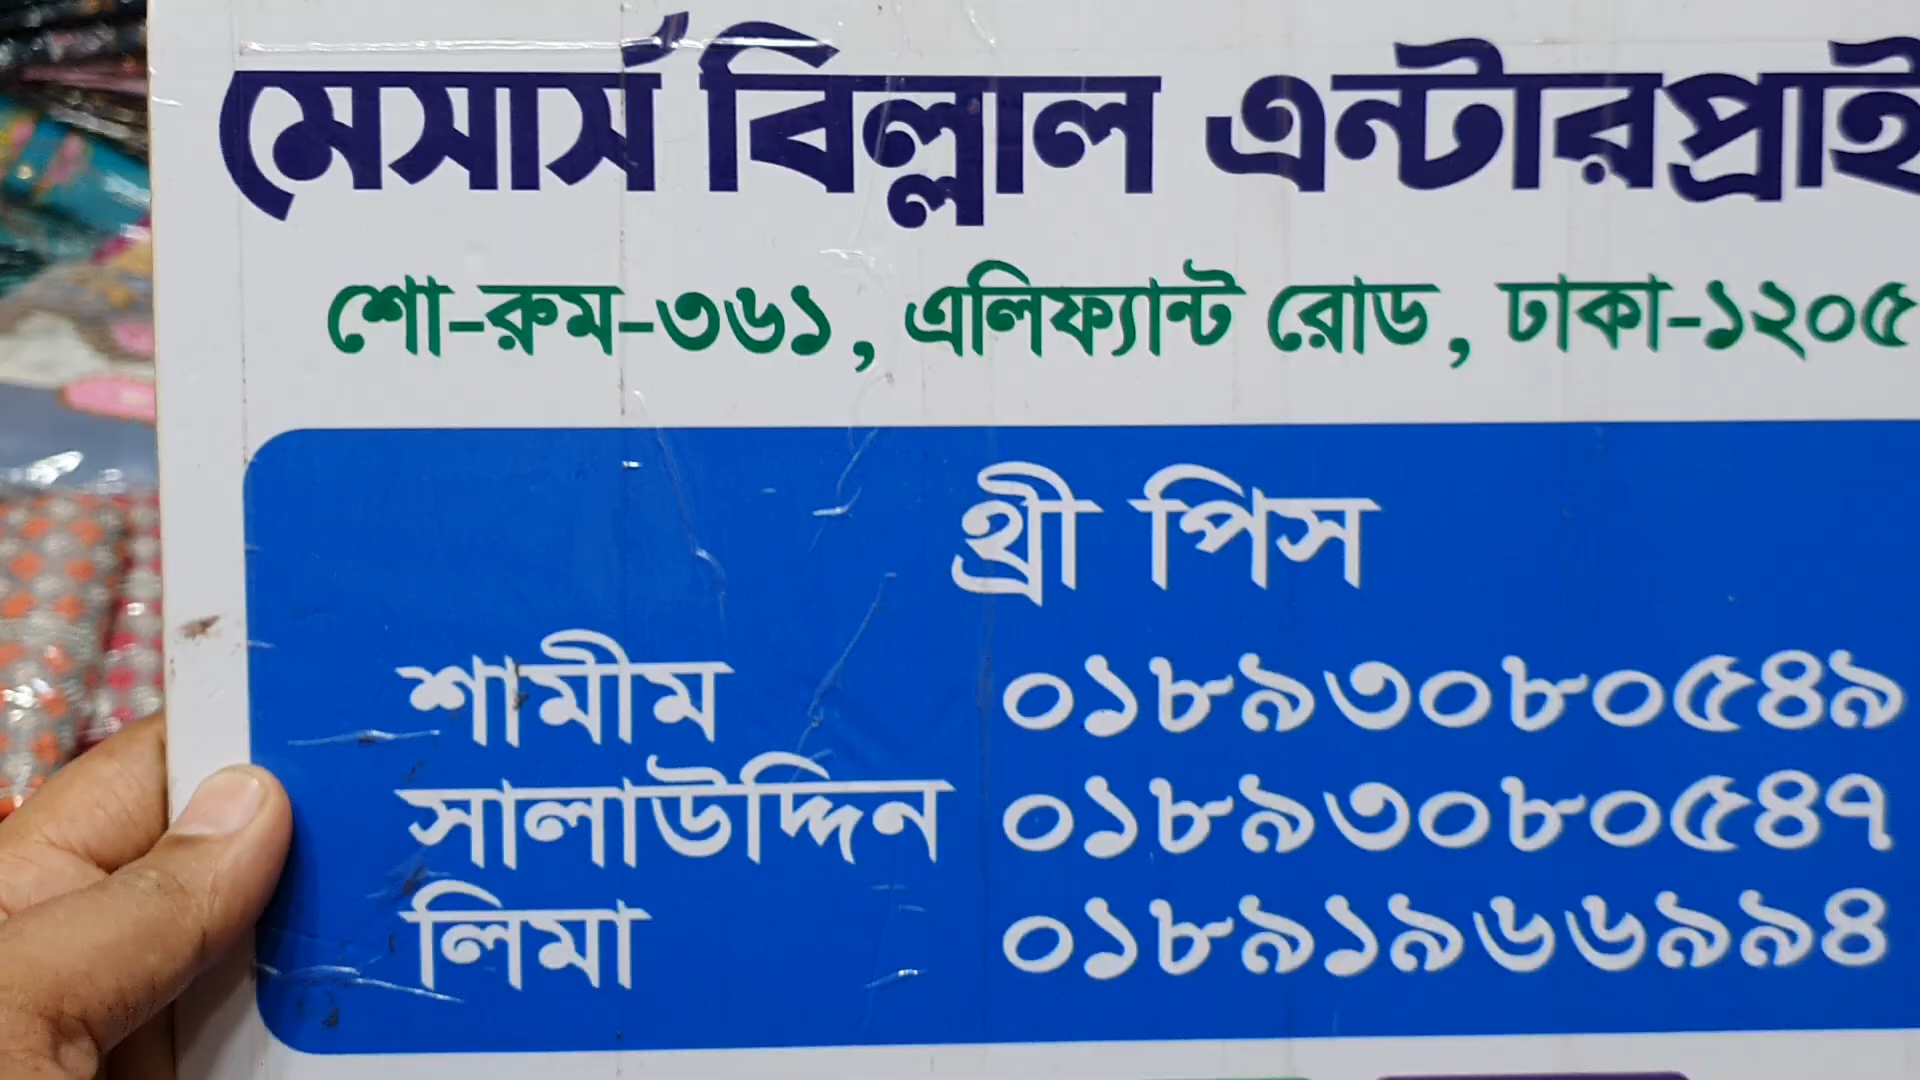 মেসার্স বিল্লাল এন্টারপ্রাই
শো-রুম-৩৬১, এলিফ্যান্ট রোড, ঢাকা-১২০৫
থ্রী পিস
শামীম ০১৮৯৩০৮০৫৪৯
সালাউদ্দিন ০১৮৯৩০৮০৫৪৭
লিমা ০১৮৯১৯৬৬৯৯৪